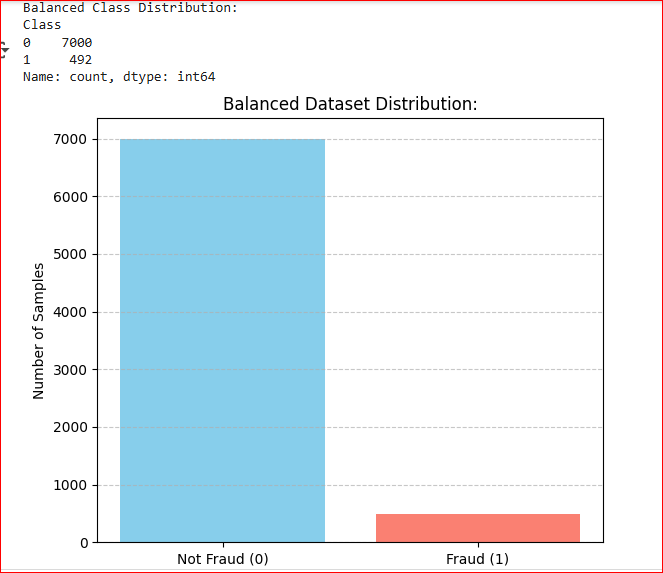 Balanced Class Distribution:
Class
0    7000
1     492
Name: count, dtype: int64
Balanced Dataset Distribution:
Number of Samples
7000
6000
5000
4000
3000
2000
1000
0
Not Fraud (0)
Fraud (1)